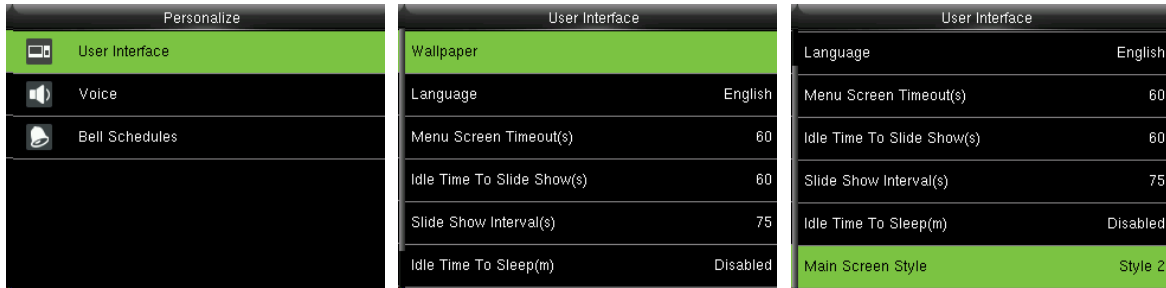 Personalize
User Interface
Voice
Bell Schedules
User Interface
Wallpaper
Language English
Menu Screen Timeout(s) 60
Idle Time To Slide Show(s) 60
Slide Show Interval(s) 75
Idle Time To Sleep(m) Disabled
User Interface
Language English
Menu Screen Timeout(s) 60
Idle Time To Slide Show(s) 60
Slide Show Interval(s) 75
Idle Time To Sleep(m) Disabled
Main Screen Style Style 2